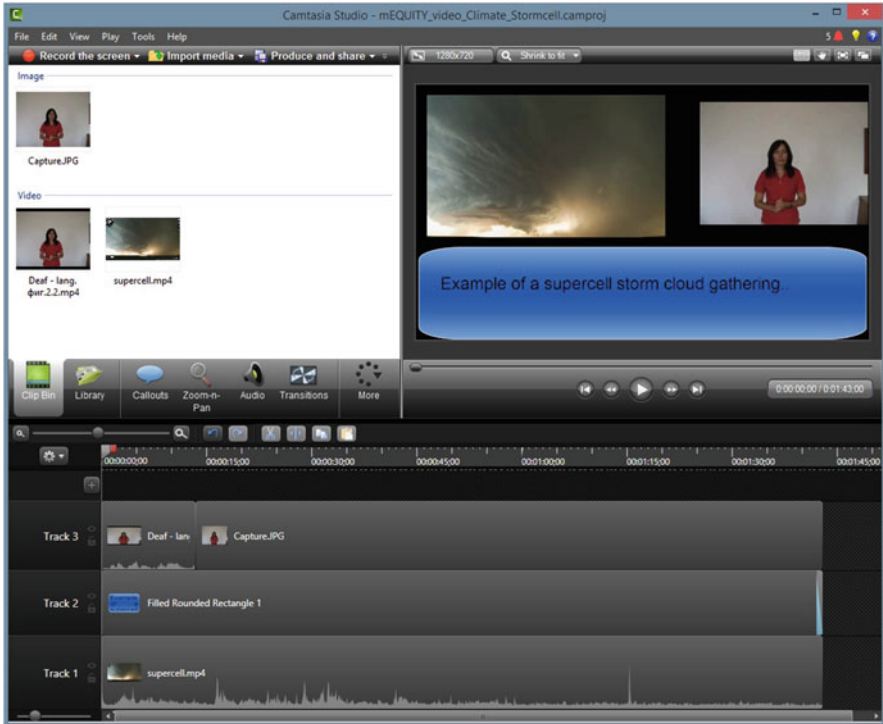 Camtasia Studio - mEQUITY_video_Climate_Stormcell.camproj
File Edit View Play Tools Help
5
Record the screen Import media Produce and share
1280x720 Shrink to fit
Image
Capture.JPG
Video
Deaf - lang.
фиг.2.2.mp4
supercell.mp4
Example of a supercell storm cloud gathering..
Clip Bin Library Callouts Zoom-n-
Pan Audio Transitions More
0:00:00:00 / 0:01:43:00
00:00:00;00 00:00:15;00 00:00:30;00 00:00:45;00 00:01:00;00 00:01:15;00 00:01:30;00 00:01:45;00
Track 3 Deaf - lan Capture.JPG
Track 2 Filled Rounded Rectangle 1
Track 1 supercell.mp4